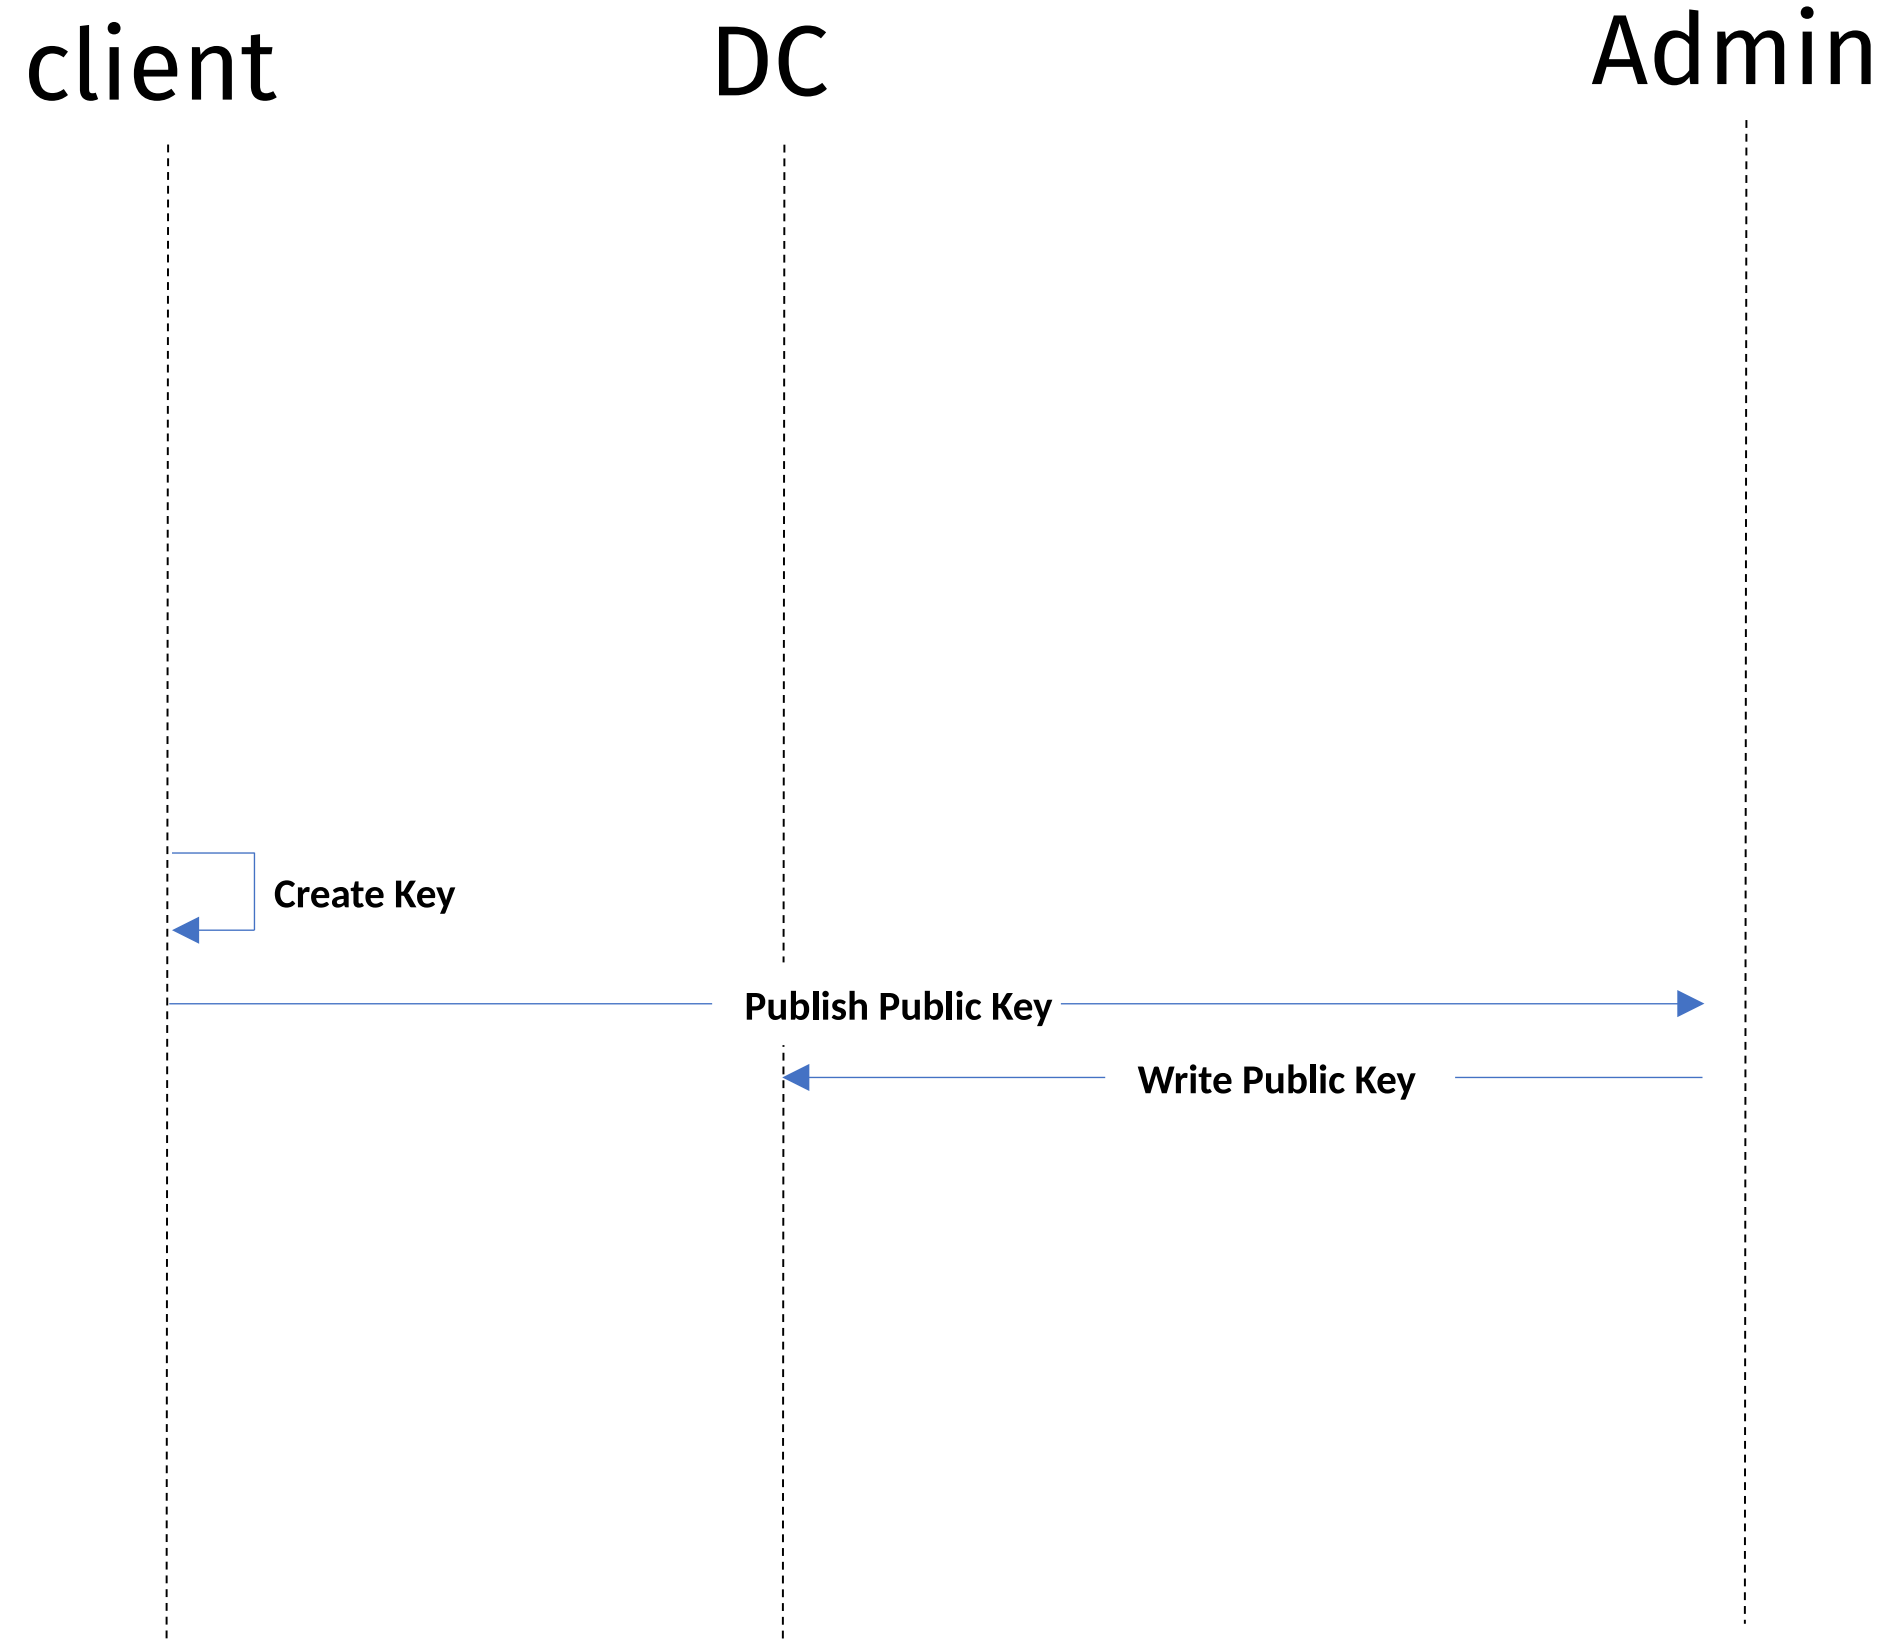 client
DC
Admin
Create Key
Publish Public Key
Write Public Key